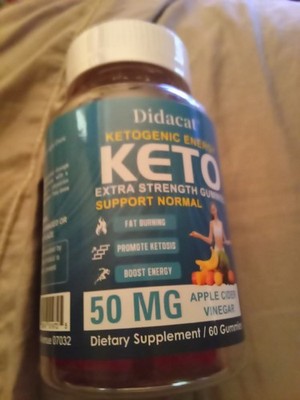 Didacat
KETOGENIC ENERGY
KETO
EXTRA STRENGTH GUMMI
SUPPORT NORMAL
FAT BURNING
PROMOTE KETOSIS
BOOST ENERGY
50 MG
APPLE CIDER
VINEGAR
Dietary Supplement / 60 Gummies
07032